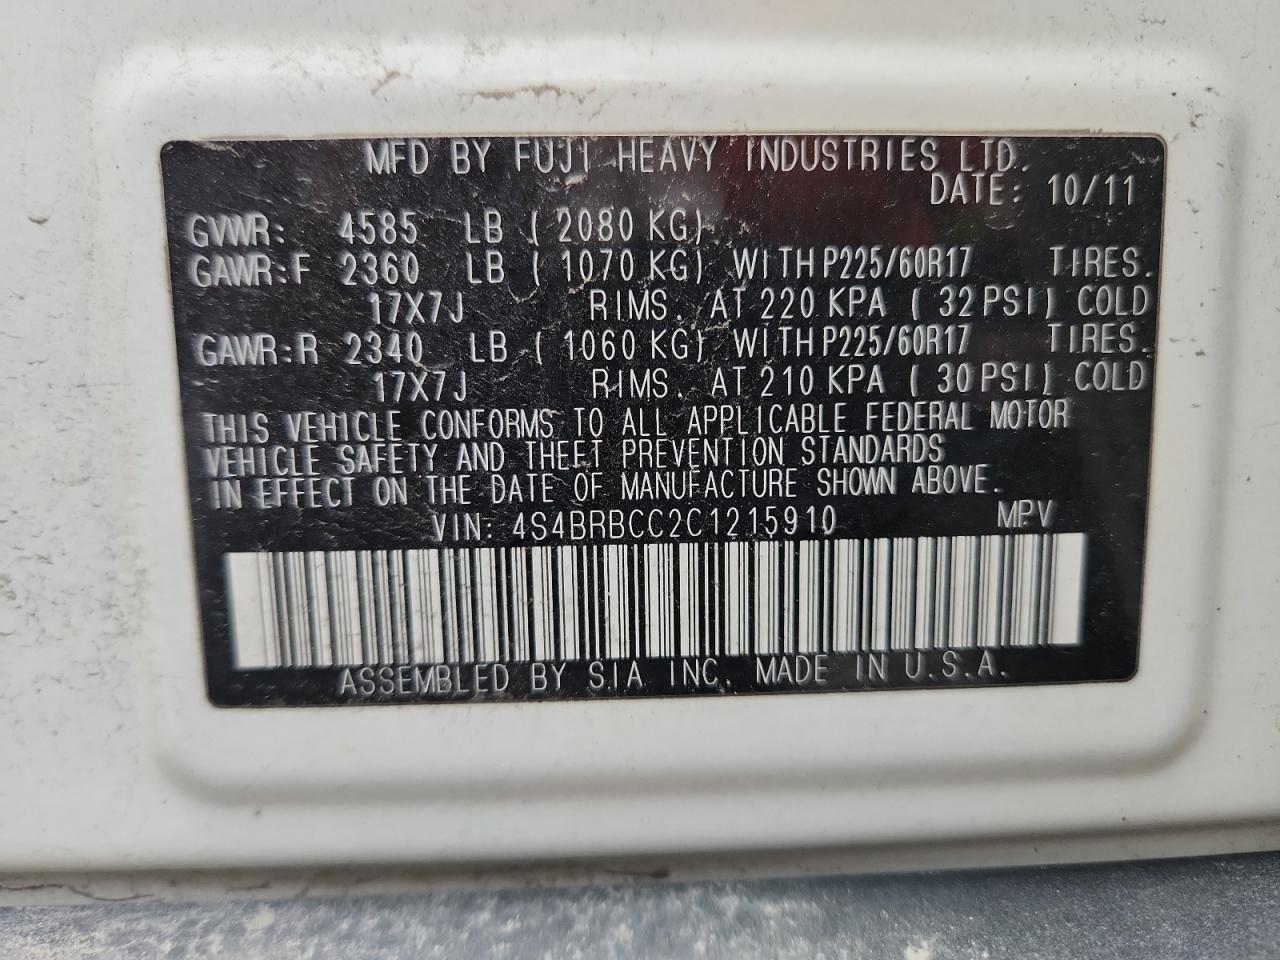 MFD BY FUJI HEAVY INDUSTRIES LTD.
DATE: 10/11
GVWR: 4585 LB ( 2080 KG)
GAWR:F 2360 LB ( 1070 KG) WITH P225/60R17 TIRES.
17X7J RIMS. AT 220 KPA ( 32 PSI) COLD
GAWR:R 2340 LB ( 1060 KG) WITH P225/60R17 TIRES.
17X7J RIMS. AT 210 KPA ( 30 PSI) COLD
THIS VEHICLE CONFORMS TO ALL APPLICABLE FEDERAL MOTOR
VEHICLE SAFETY AND THEFT PREVENTION STANDARDS
IN EFFECT ON THE DATE OF MANUFACTURE SHOWN ABOVE.
VIN: 4S4BRBCC2C1215910 MPV
ASSEMBLED BY S.I.A. INC. MADE IN U.S.A.